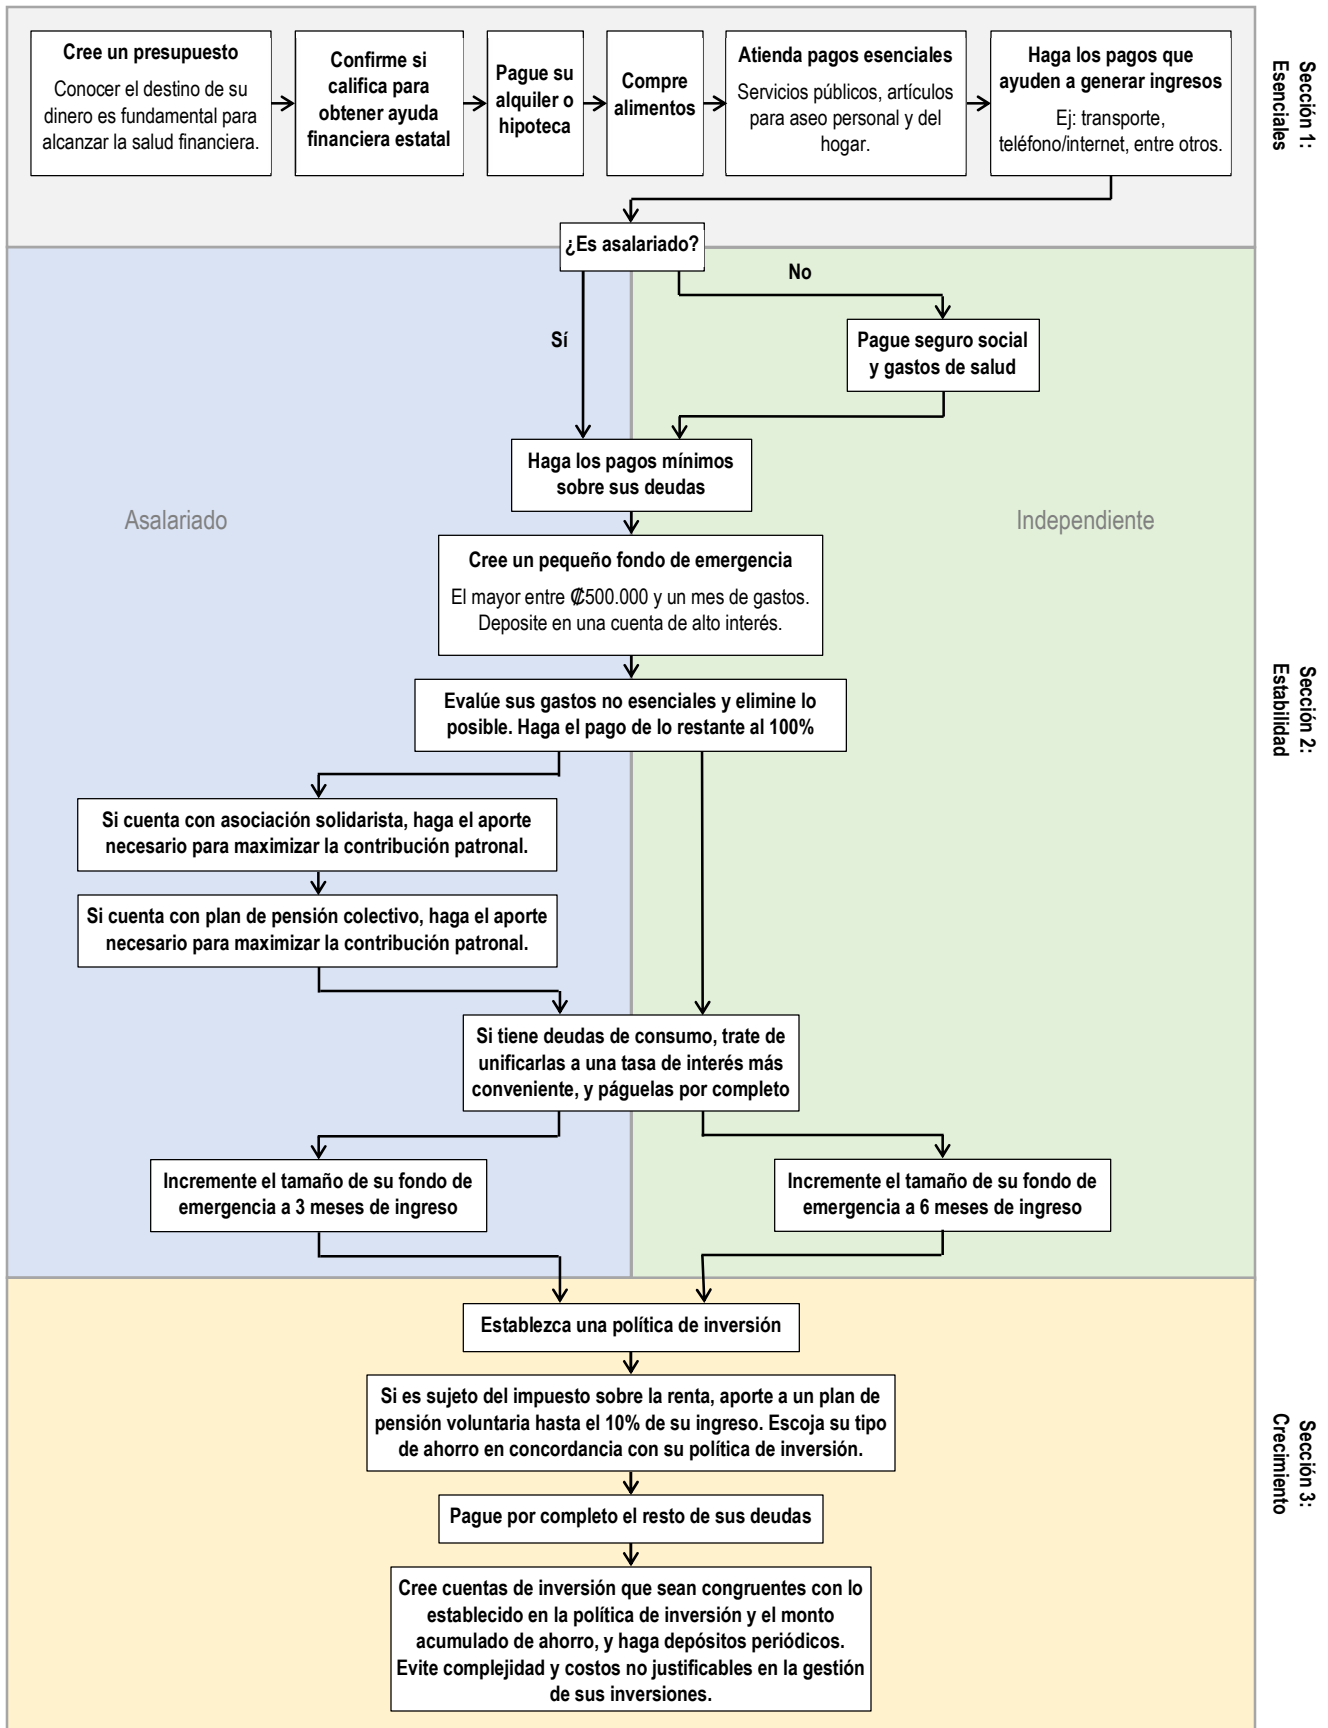 Cree un presupuesto
Conocer el destino de su
dinero es fundamental para
alcanzar la salud financiera.
Confirme si
califica para
obtener ayuda
financiera estatal
Pague su
alquiler o
hipoteca
Compre
alimentos
Atienda pagos esenciales
Servicios públicos, artículos
para aseo personal y del
hogar.
Haga los pagos que
ayuden a generar ingresos
Ej: transporte,
teléfono/internet, entre otros.
Sección 1:
Esenciales
¿Es asalariado?
No
Sí
Pague seguro social
y gastos de salud
Haga los pagos mínimos
sobre sus deudas
Asalariado
Independiente
Cree un pequeño fondo de emergencia
El mayor entre ₡500.000 y un mes de gastos.
Deposite en una cuenta de alto interés.
Evalúe sus gastos no esenciales y elimine lo
posible. Haga el pago de lo restante al 100%
Sección 2:
Estabilidad
Si cuenta con asociación solidarista, haga el aporte
necesario para maximizar la contribución patronal.
Si cuenta con plan de pensión colectivo, haga el aporte
necesario para maximizar la contribución patronal.
Si tiene deudas de consumo, trate de
unificarlas a una tasa de interés más
conveniente, y páguelas por completo
Incremente el tamaño de su fondo de
emergencia a 3 meses de ingreso
Incremente el tamaño de su fondo de
emergencia a 6 meses de ingreso
Establezca una política de inversión
Si es sujeto del impuesto sobre la renta, aporte a un plan de
pensión voluntaria hasta el 10% de su ingreso. Escoja su tipo
de ahorro en concordancia con su política de inversión.
Sección 3:
Crecimiento
Pague por completo el resto de sus deudas
Cree cuentas de inversión que sean congruentes con lo
establecido en la política de inversión y el monto
acumulado de ahorro, y haga depósitos periódicos.
Evite complejidad y costos no justificables en la gestión
de sus inversiones.